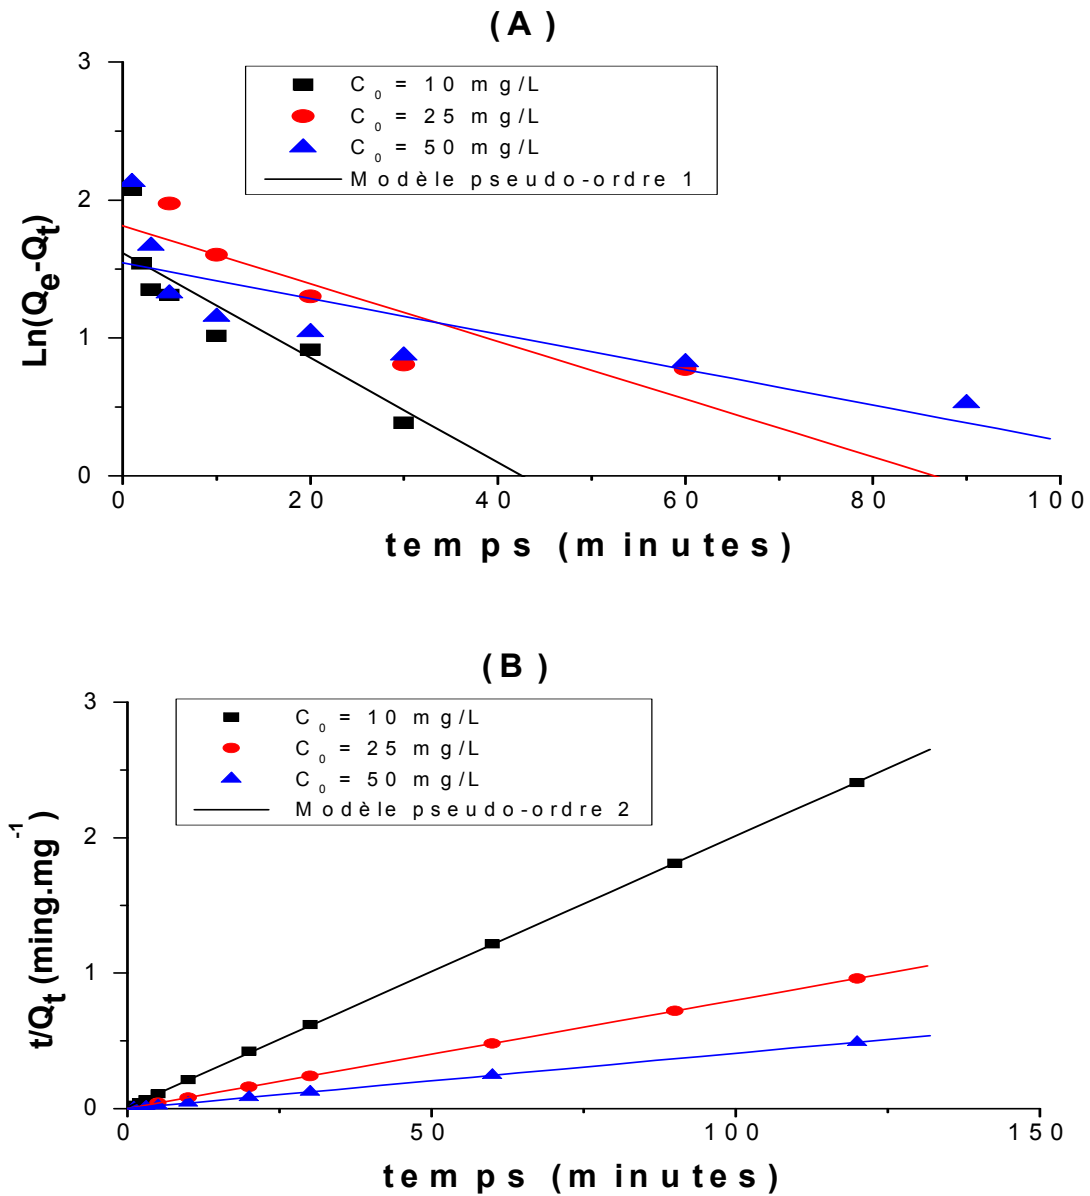 (A)
3
2
1
0
C0 = 10 mg/L
C0 = 25 mg/L
C0 = 50 mg/L
Modèle pseudo-ordre 1
Ln(Qe-Qt)
0 20 40 60 80 100
temps (minutes)
(B)
3
2
1
0
C0 = 10 mg/L
C0 = 25 mg/L
C0 = 50 mg/L
Modèle pseudo-ordre 2
t/Qt (ming.mg-1)
0 50 100 150
temps (minutes)